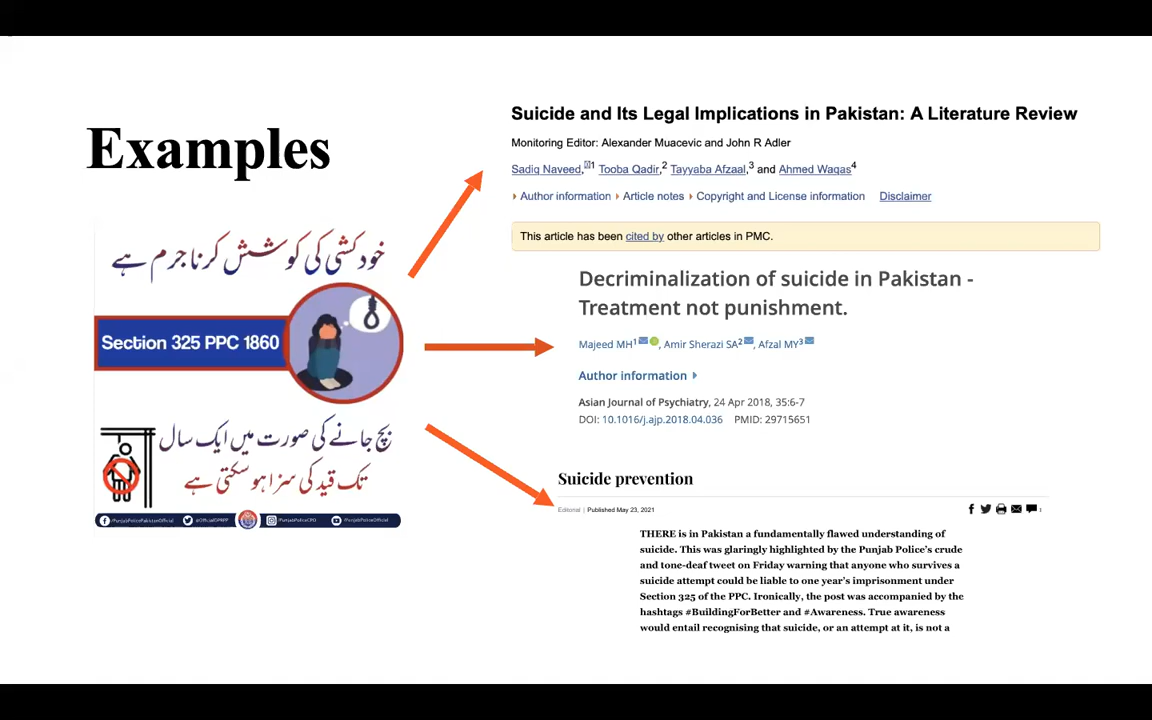 Examples
خودکشی کی کوشش کرنا جرم ہے
Section 325 PPC 1860
بچ جانے کی صورت میں ایک سال
تک قید کی سزا ہو سکتی ہے
/PunjabPolicePakistanOfficial @OfficialDPRPP /PunjabPoliceCPO /PunjabPoliceOfficial
Suicide and Its Legal Implications in Pakistan: A Literature Review
Monitoring Editor: Alexander Muacevic and John R Adler
Sadiq Naveed,1 Tooba Qadir,2 Tayyaba Afzaal,3 and Ahmed Waqas4
Author information Article notes Copyright and License information Disclaimer
This article has been cited by other articles in PMC.
Decriminalization of suicide in Pakistan -
Treatment not punishment.
Majeed MH1, Amir Sherazi SA2, Afzal MY3
Author information
Asian Journal of Psychiatry, 24 Apr 2018, 35:6-7
DOI: 10.1016/j.ajp.2018.04.036 PMID: 29715651
Suicide prevention
Editorial | Published May 23, 2021
THERE is in Pakistan a fundamentally flawed understanding of
suicide. This was glaringly highlighted by the Punjab Police's crude
and tone-deaf tweet on Friday warning that anyone who survives a
suicide attempt could be liable to one year's imprisonment under
Section 325 of the PPC. Ironically, the post was accompanied by the
hashtags #BuildingForBetter and #Awareness. True awareness
would entail recognising that suicide, or an attempt at it, is not a